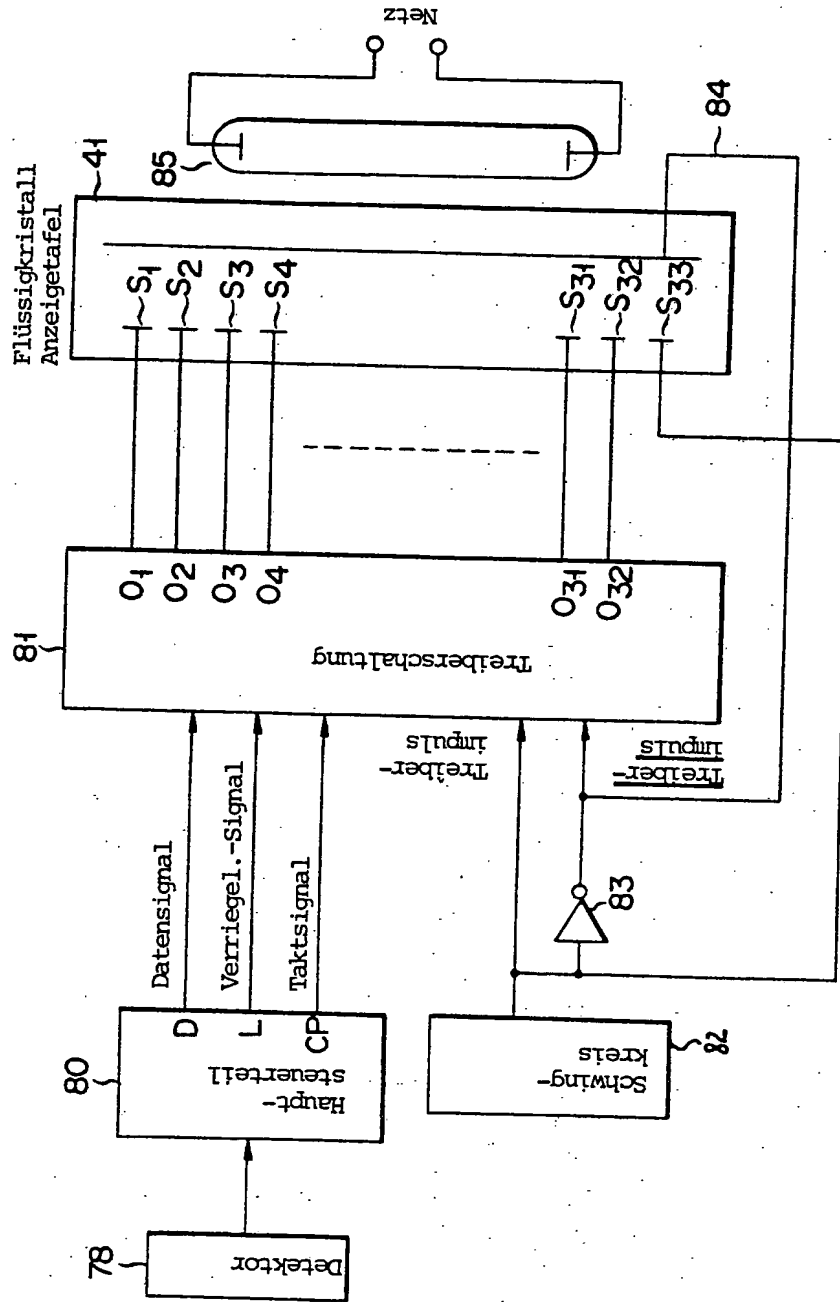 Flüssigkristall
Anzeigetafel
41
85
Netz
84
S1
S2
S3
S4
S31
S32
S33
81
O1
O2
O3
O4
O31
O32
Treiberschaltung
Datensignal
Verriegel.-Signal
Taktsignal
Treiber-
impuls
Treiber-
impuls
83
80
D
L
CP
Haupt-
steuerteil
Schwing-
kreis
82
78
Detektor